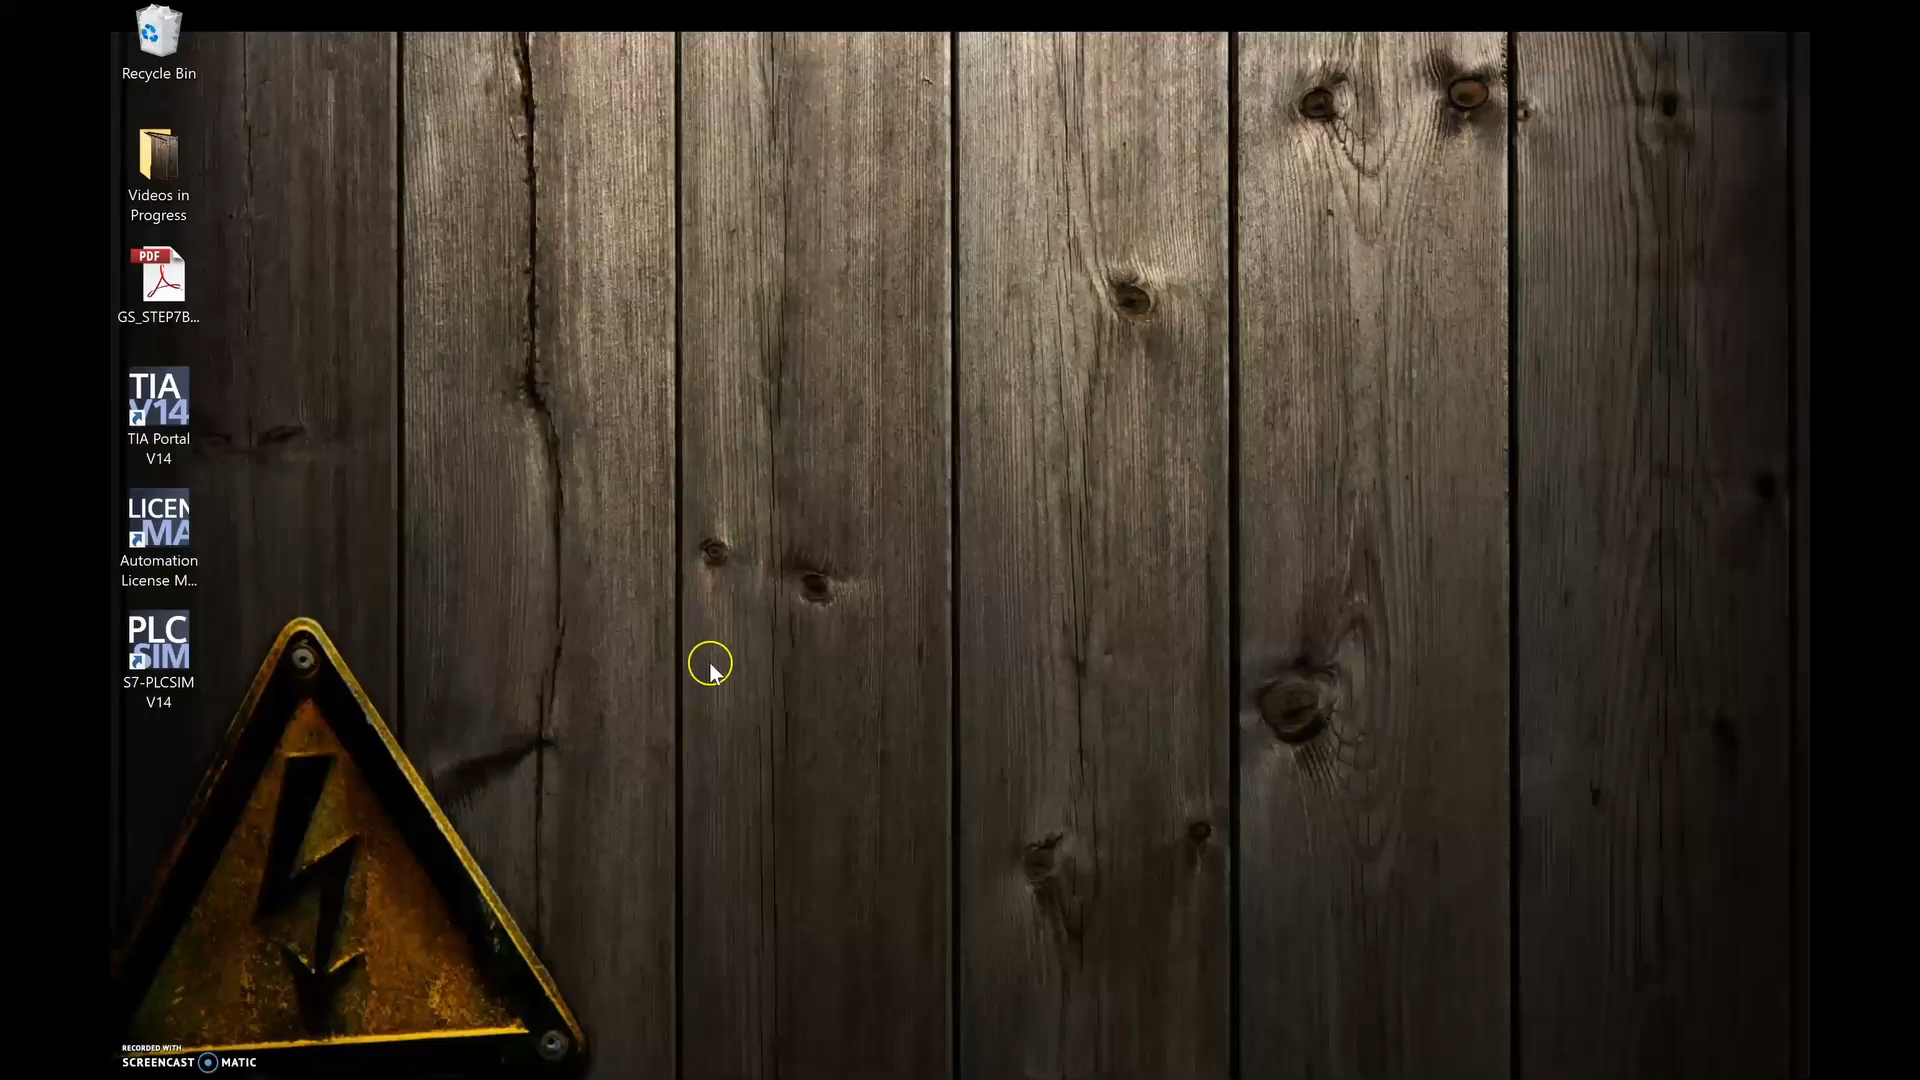 Recycle Bin
Videos in
Progress
PDF
GS_STEP7B...
TIA
V14
TIA Portal
V14
LICEN
MA
Automation
License M...
PLC
SIM
S7-PLCSIM
V14
RECORDED WITH
SCREENCAST MATIC